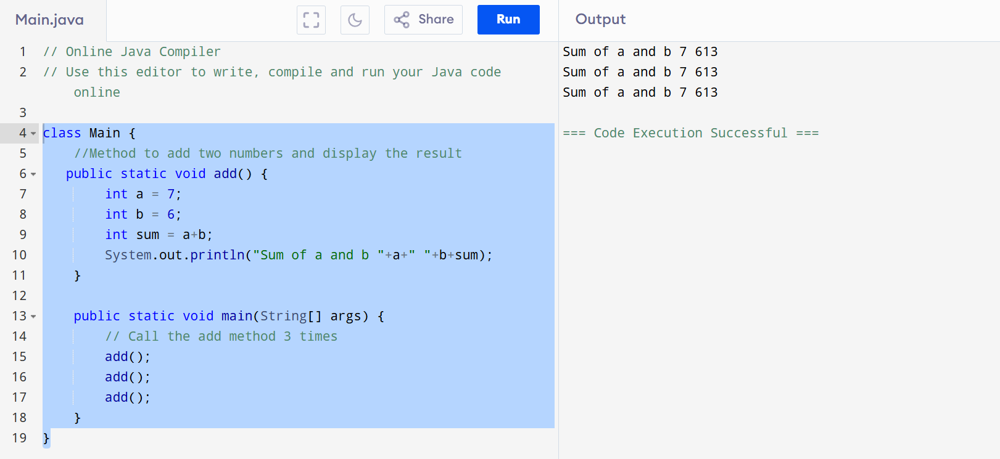 Main.java
Share
Run
Output
1 // Online Java Compiler
2 // Use this editor to write, compile and run your Java code
online
3
4 class Main {
5     //Method to add two numbers and display the result
6    public static void add() {
7         int a = 7;
8         int b = 6;
9         int sum = a+b;
10         System.out.println("Sum of a and b "+a+" "+b+sum);
11     }
12
13     public static void main(String[] args) {
14         // Call the add method 3 times
15         add();
16         add();
17         add();
18     }
19 }
Sum of a and b 7 613
Sum of a and b 7 613
Sum of a and b 7 613
=== Code Execution Successful ===